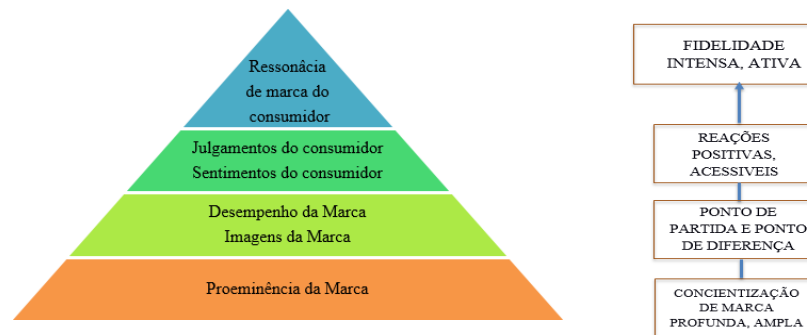 Ressonâcia
de marca do
consumidor
Julgamentos do consumidor
Sentimentos do consumidor
Desempenho da Marca
Imagens da Marca
Proeminência da Marca
FIDELIDADE
INTENSA, ATIVA
REAÇÕES
POSITIVAS,
ACESSIVEIS
PONTO DE
PARTIDA E PONTO
DE DIFERENÇA
CONCIENTIZAÇÃO
DE MARCA
PROFUNDA, AMPLA